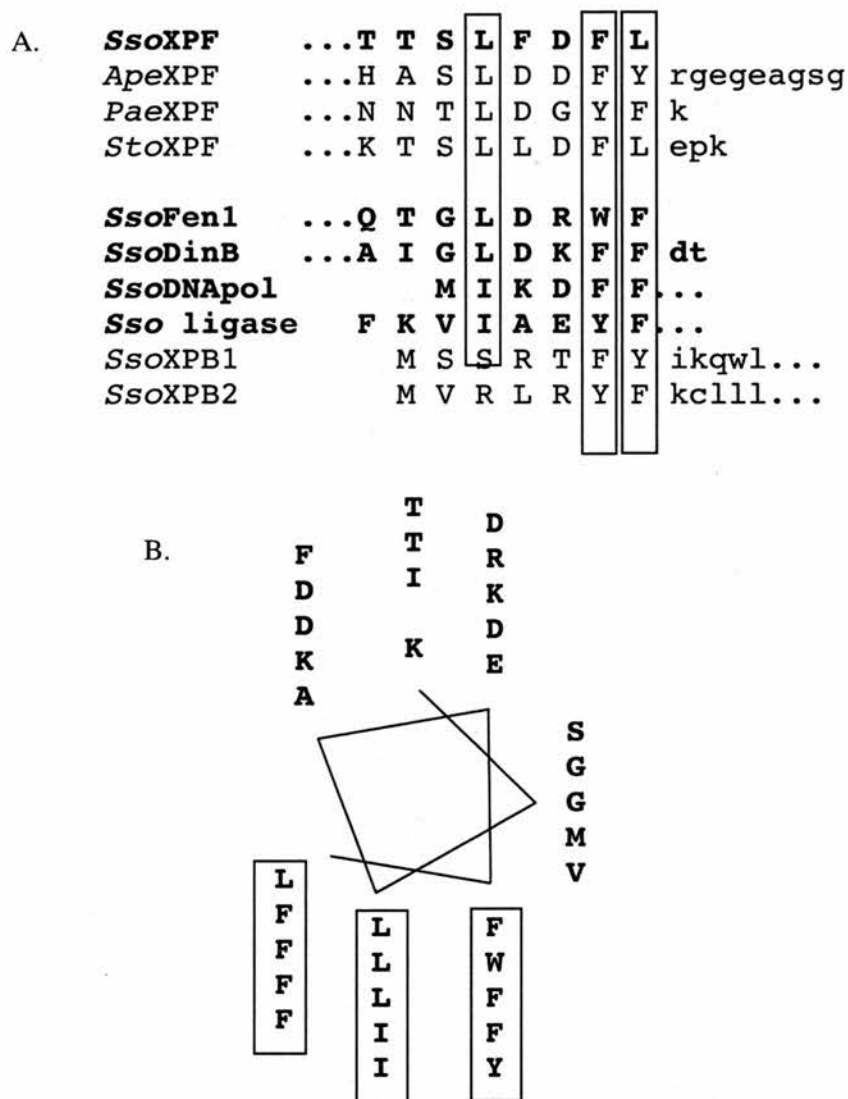 A. SsoXPF ...T T S L F D F L
ApeXPF ...H A S L D D F Y rgegeagsg
PaeXPF ...N N T L D G Y F k
StoXPF ...K T S L L D F L epk
SsoFen1 ...Q T G L D R W F
SsoDinB ...A I G L D K F F dt
SsoDNApol M I K D F F...
Sso ligase F K V I A E Y F...
SsoXPB1 M S S R T F Y ikqwl...
SsoXPB2 M V R L R Y F kclll...
B.
F
D
D
K
A
T
T
I
K
D
R
K
D
E
S
G
G
M
V
L
F
F
F
F
L
L
L
I
I
F
W
F
F
Y